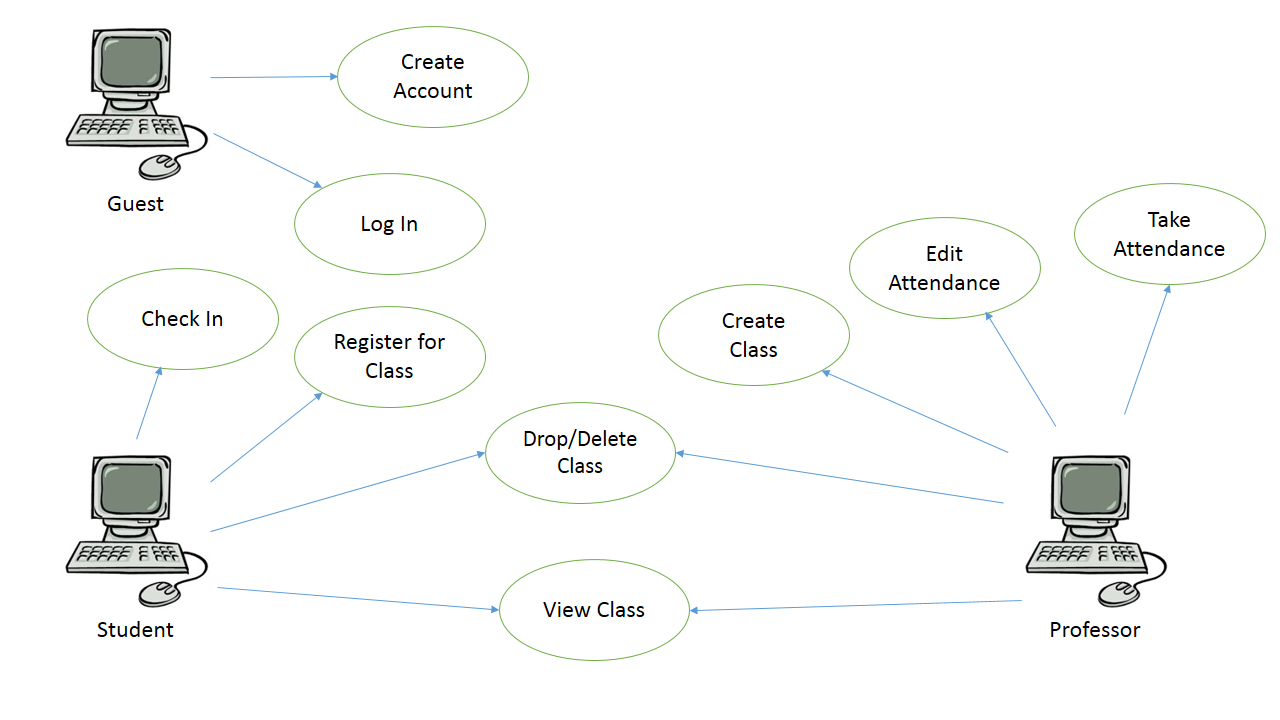 Create
Account
Guest
Log In
Take
Attendance
Edit
Attendance
Check In
Register for
Class
Create
Class
Drop/Delete
Class
View Class
Student
Professor